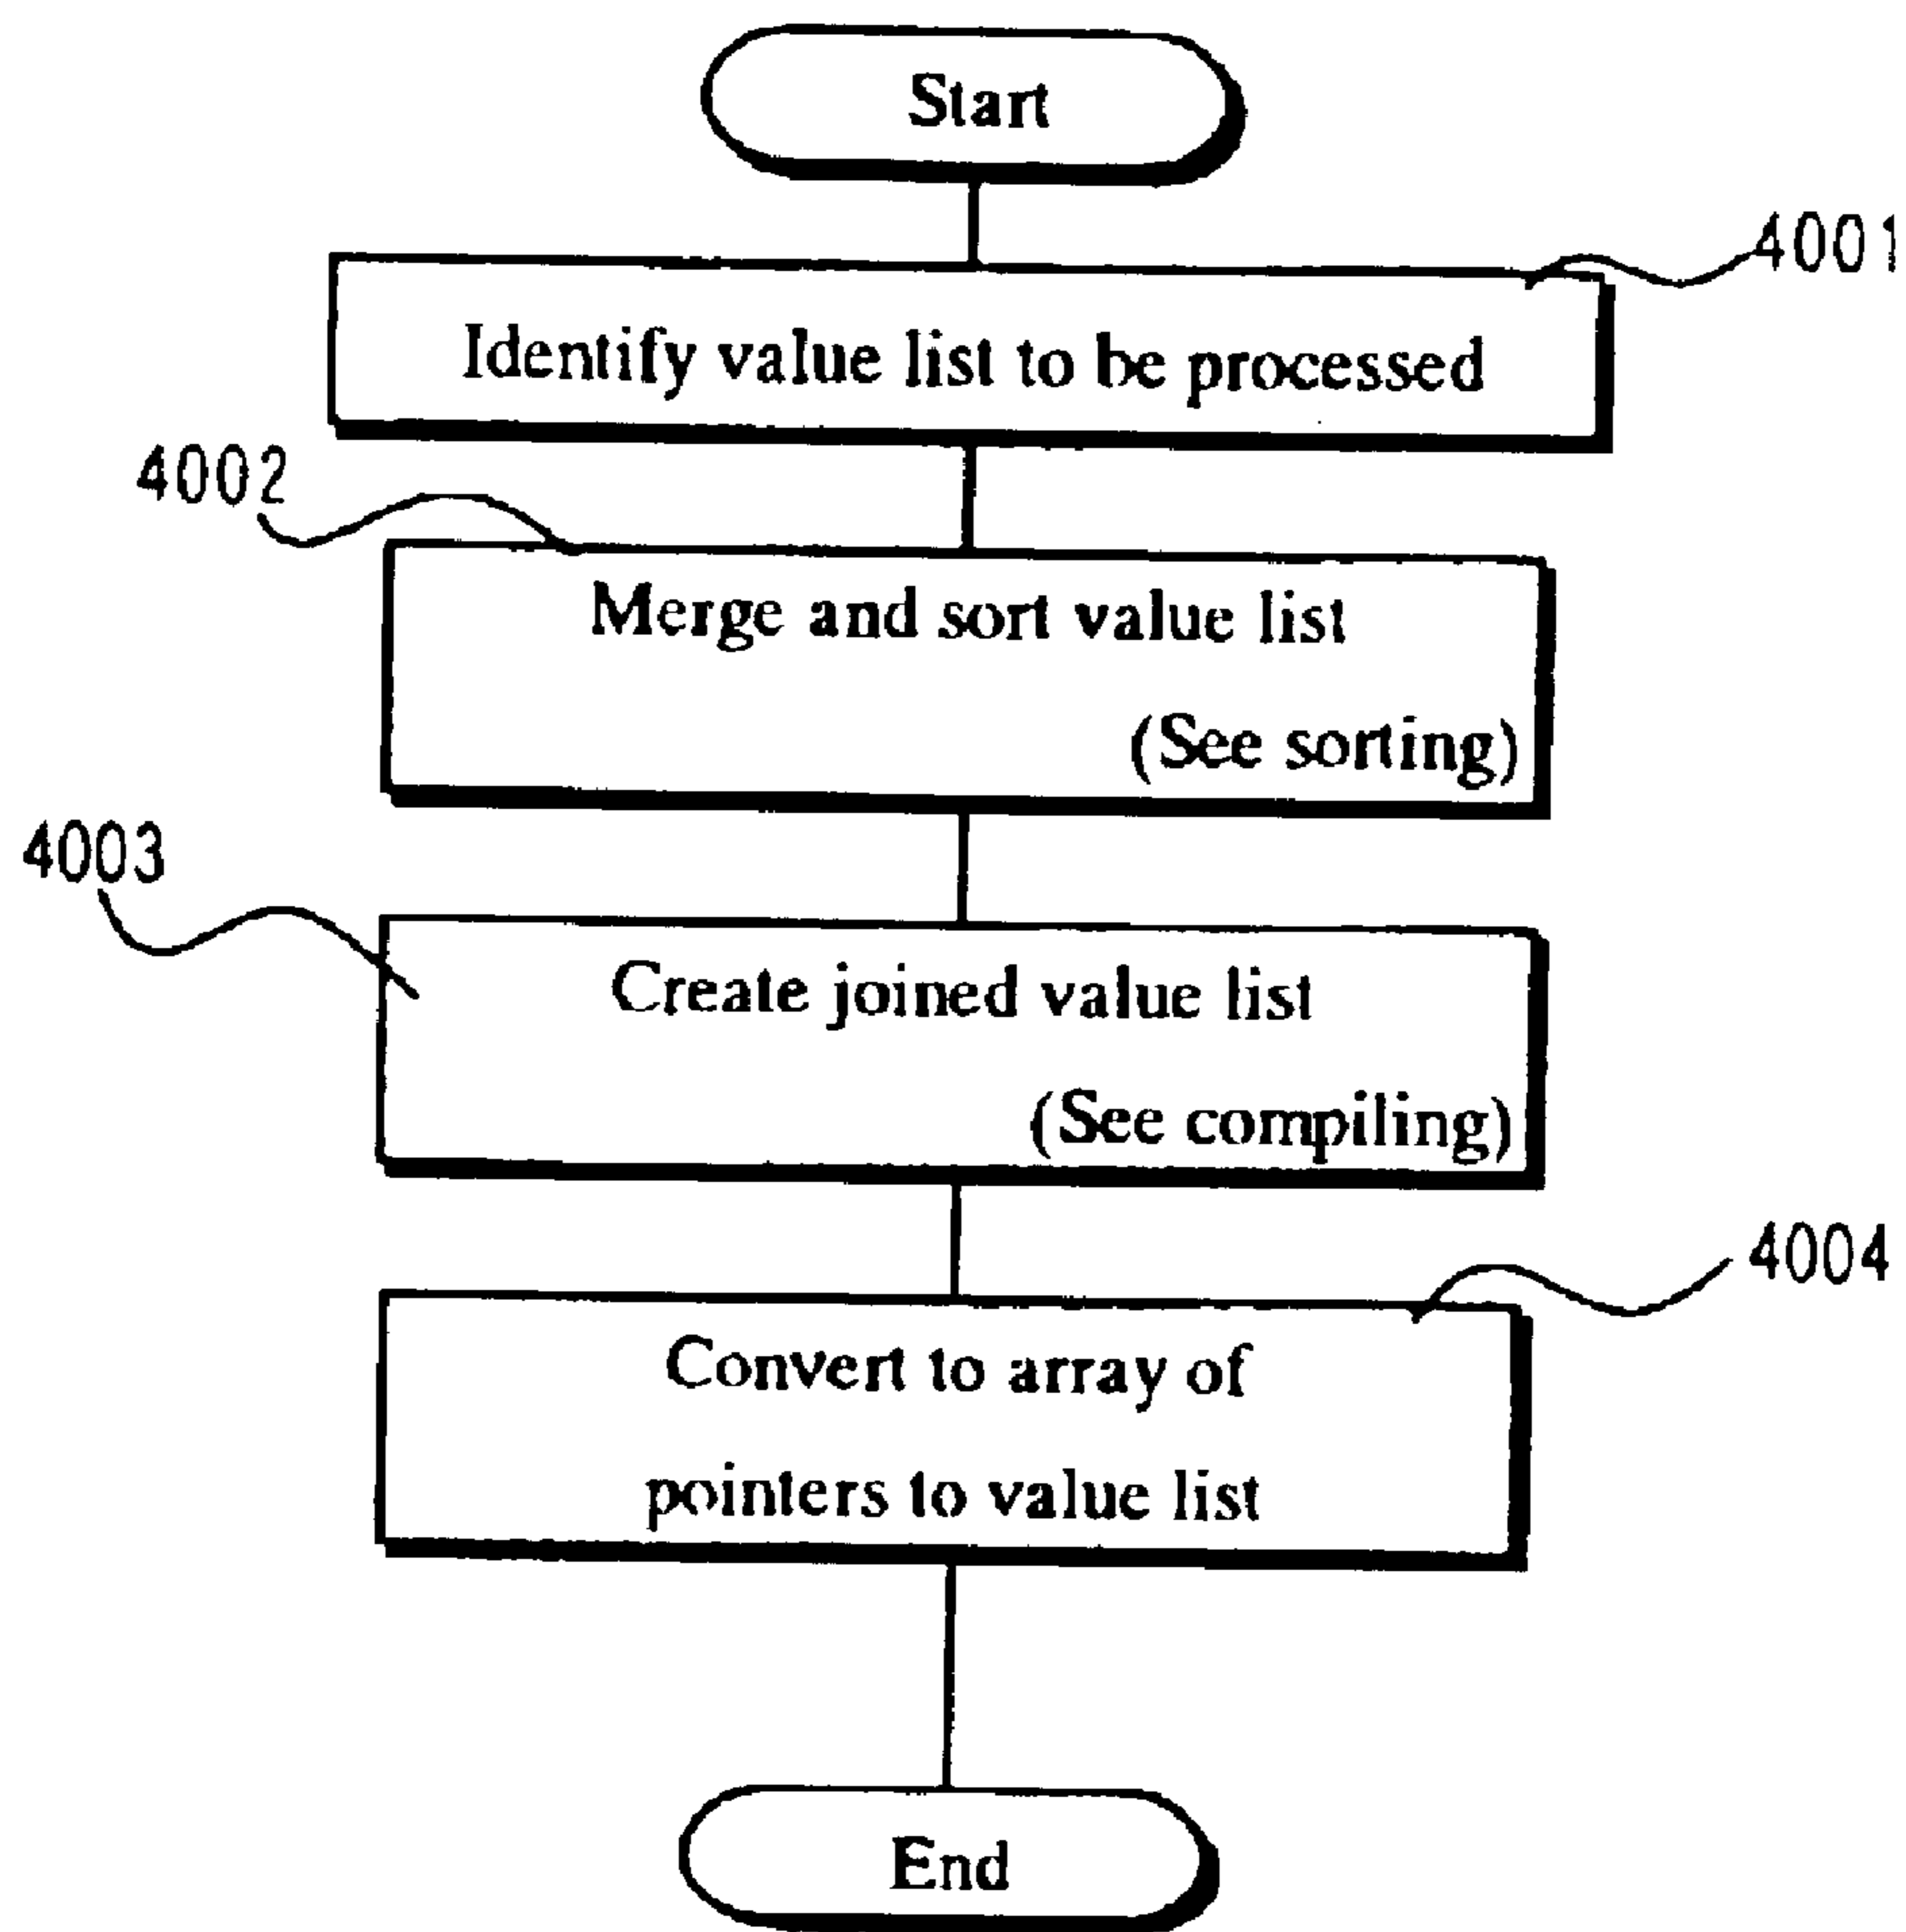 Start
4001
Identify value list to be processed
4002
Merge and sort value list
(See sorting)
4003
Create joined value list
(See compiling)
4004
Convert to array of
pointers to value list
End